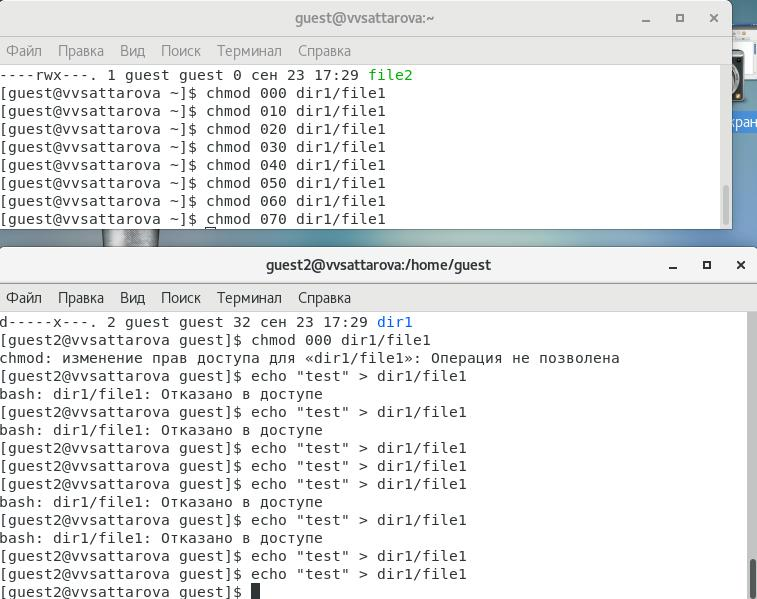 guest@vvsattarova:~
Файл Правка Вид Поиск Терминал Справка
----rwx---. 1 guest guest 0 сен 23 17:29 file2
[guest@vvsattarova ~]$ chmod 000 dir1/file1
[guest@vvsattarova ~]$ chmod 010 dir1/file1
[guest@vvsattarova ~]$ chmod 020 dir1/file1
[guest@vvsattarova ~]$ chmod 030 dir1/file1
[guest@vvsattarova ~]$ chmod 040 dir1/file1
[guest@vvsattarova ~]$ chmod 050 dir1/file1
[guest@vvsattarova ~]$ chmod 060 dir1/file1
[guest@vvsattarova ~]$ chmod 070 dir1/file1
guest2@vvsattarova:/home/guest
Файл Правка Вид Поиск Терминал Справка
d-----x---. 2 guest guest 32 сен 23 17:29 dir1
[guest2@vvsattarova guest]$ chmod 000 dir1/file1
chmod: изменение прав доступа для «dir1/file1»: Операция не позволена
[guest2@vvsattarova guest]$ echo "test" > dir1/file1
bash: dir1/file1: Отказано в доступе
[guest2@vvsattarova guest]$ echo "test" > dir1/file1
bash: dir1/file1: Отказано в доступе
[guest2@vvsattarova guest]$ echo "test" > dir1/file1
[guest2@vvsattarova guest]$ echo "test" > dir1/file1
[guest2@vvsattarova guest]$ echo "test" > dir1/file1
bash: dir1/file1: Отказано в доступе
[guest2@vvsattarova guest]$ echo "test" > dir1/file1
bash: dir1/file1: Отказано в доступе
[guest2@vvsattarova guest]$ echo "test" > dir1/file1
[guest2@vvsattarova guest]$ echo "test" > dir1/file1
[guest2@vvsattarova guest]$